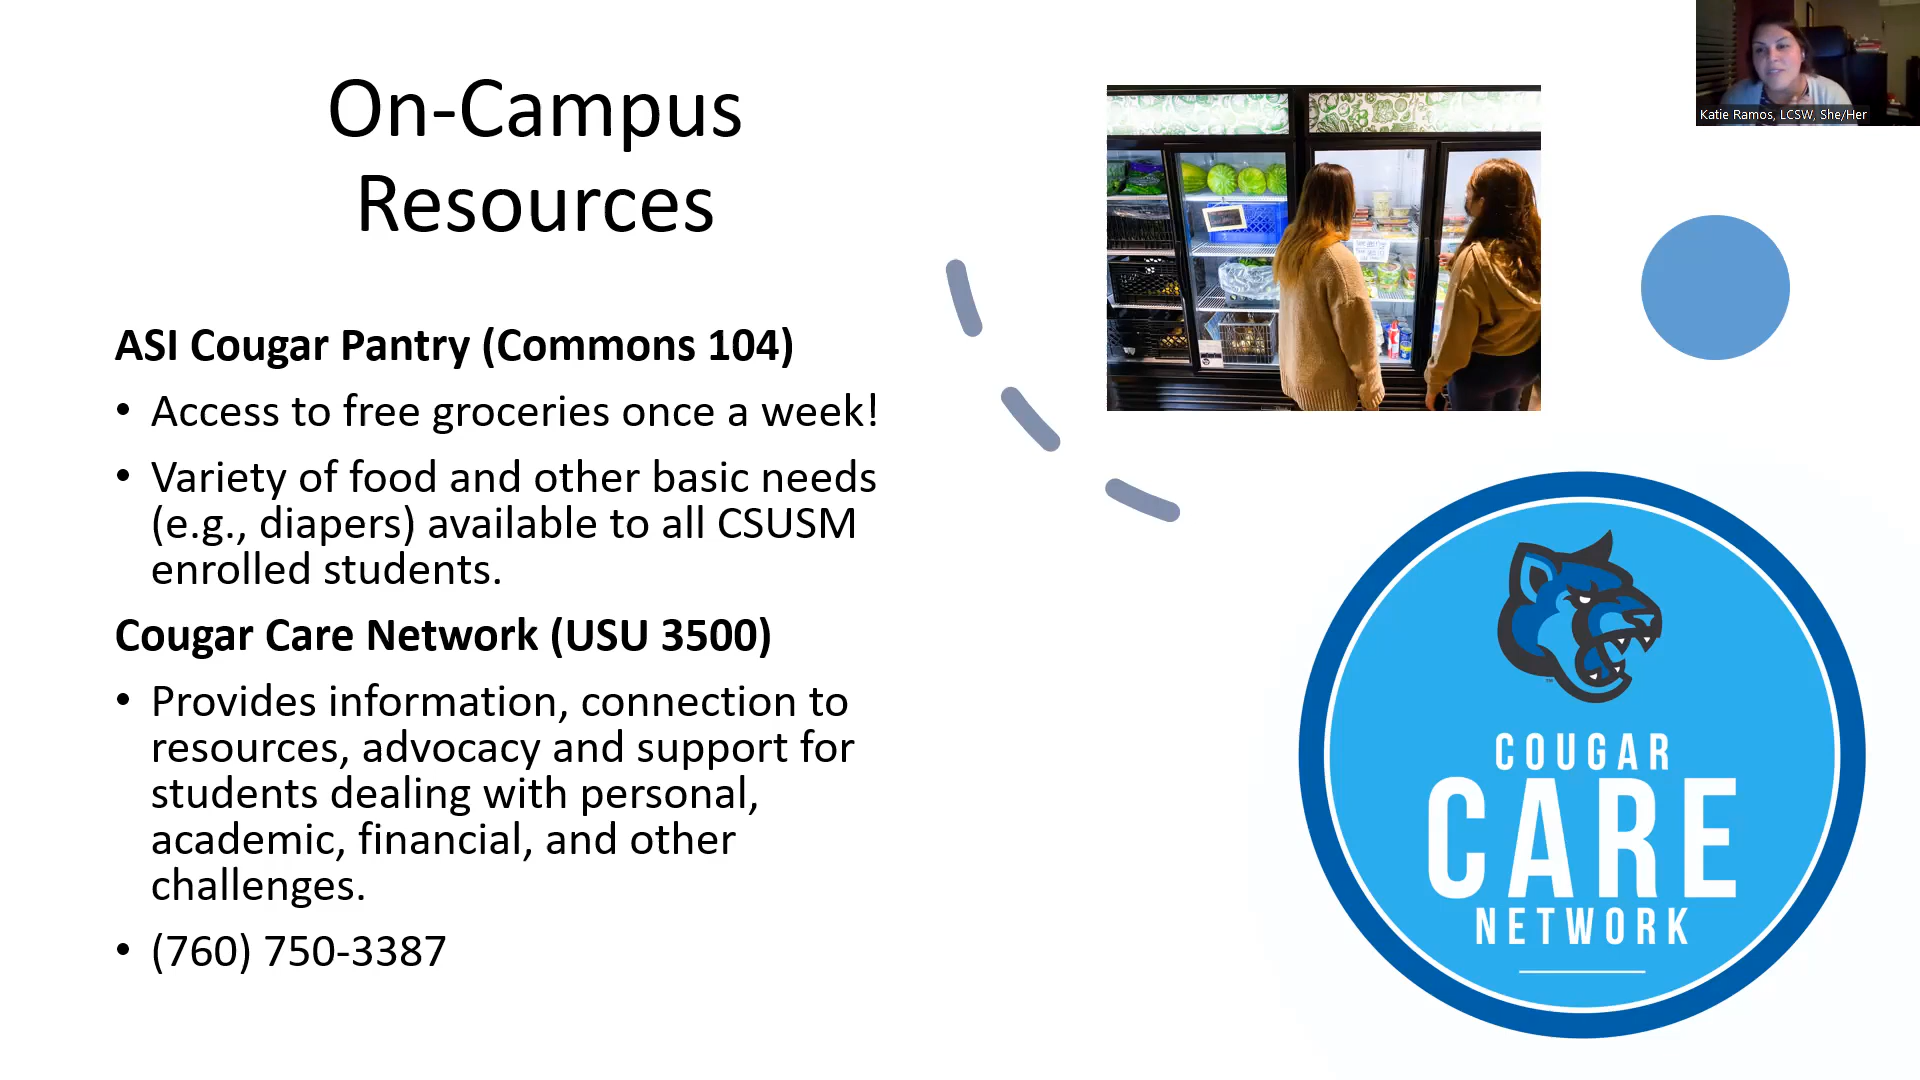 On-Campus
Resources
ASI Cougar Pantry (Commons 104)
• Access to free groceries once a week!
• Variety of food and other basic needs
(e.g., diapers) available to all CSUSM
enrolled students.
Cougar Care Network (USU 3500)
• Provides information, connection to
resources, advocacy and support for
students dealing with personal,
academic, financial, and other
challenges.
• (760) 750-3387
Katie Ramos, LCSW, She/Her
COUGAR
CARE
NETWORK